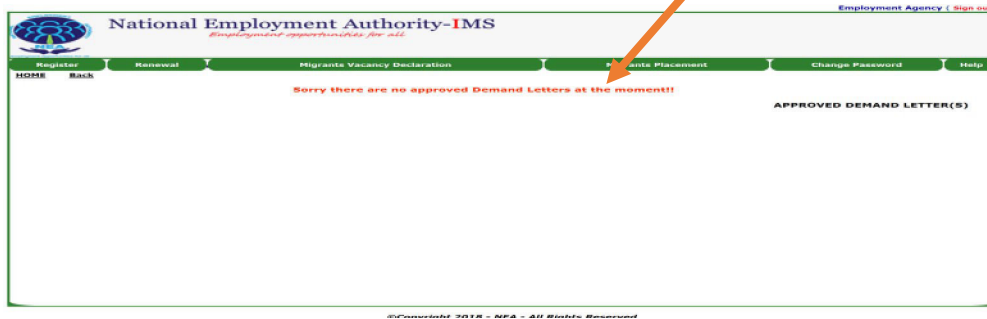 Employment Agency ( Sign ou
National Employment Authority-IMS
Employment opportunities for all
NEA
Register Renewal Migrants Vacancy Declaration Migrants Placement Change Password Help
HOME Back
Sorry there are no approved Demand Letters at the moment!!
APPROVED DEMAND LETTER(S)
©Copyright 2018 - NEA - All Rights Reserved